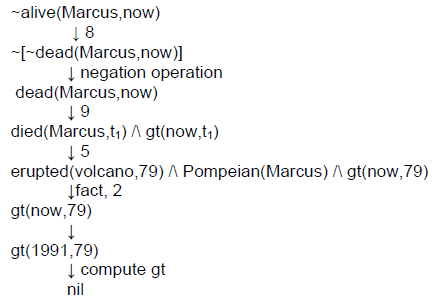 ~alive(Marcus,now)
↓ 8
~[~dead(Marcus,now)]
↓ negation operation
dead(Marcus,now)
↓ 9
died(Marcus,t₁) /\ gt(now,t₁)
↓ 5
erupted(volcano,79) /\ Pompeian(Marcus) /\ gt(now,79)
↓fact, 2
gt(now,79)
↓
gt(1991,79)
↓ compute gt
nil